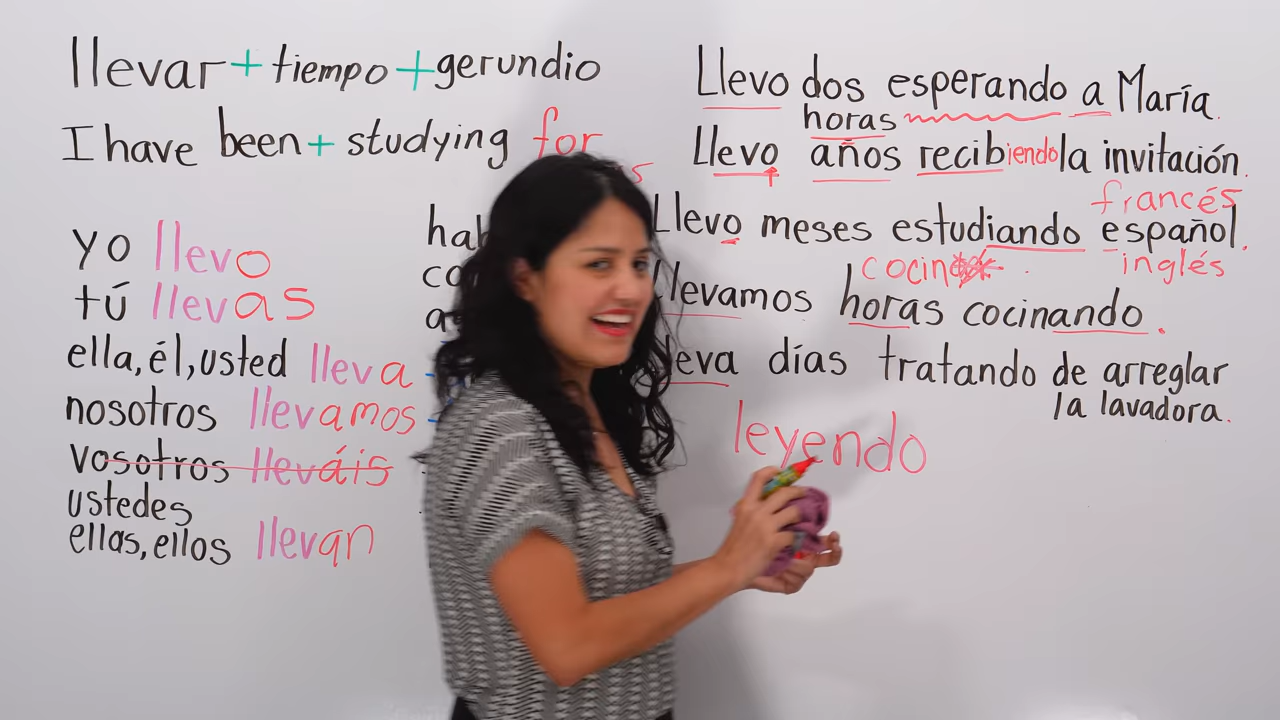 llevar + tiempo + gerundio
I have been + studying for
yo llevo
tú llevas
ella, él, usted lleva
nosotros llevamos
vosotros lleváis
ustedes
ellas, ellos llevan
Llevo dos esperando a María.
horas
Llevo años recibiendo la invitación.
francés
Llevo meses estudiando español.
inglés
Llevamos horas cocinando.
días tratando de arreglar
la lavadora.
leyendo